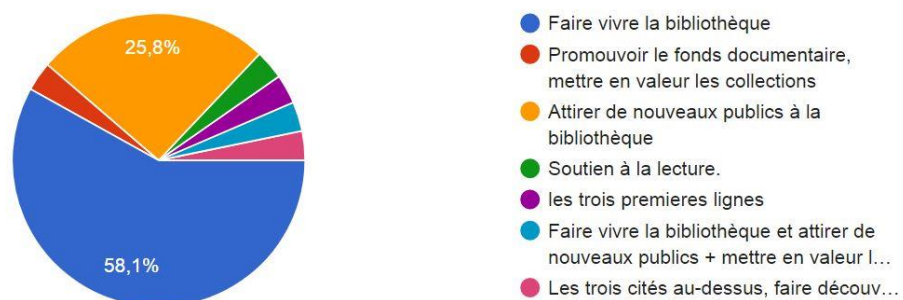 25,8%
58,1%
Faire vivre la bibliothèque
Promouvoir le fonds documentaire,
mettre en valeur les collections
Attirer de nouveaux publics à la
bibliothèque
Soutien à la lecture.
les trois premieres lignes
Faire vivre la bibliothèque et attirer de
nouveaux publics + mettre en valeur l…
Les trois cités au-dessus, faire découv…